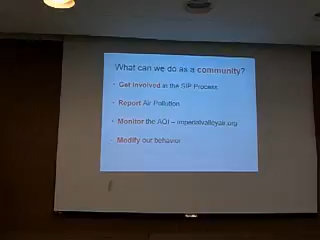 What can we do as a community?
• Get Involved in the SIP Process
• Report Air Pollution
• Monitor the AQI – imperialvalleyair.org
• Modify our behavior